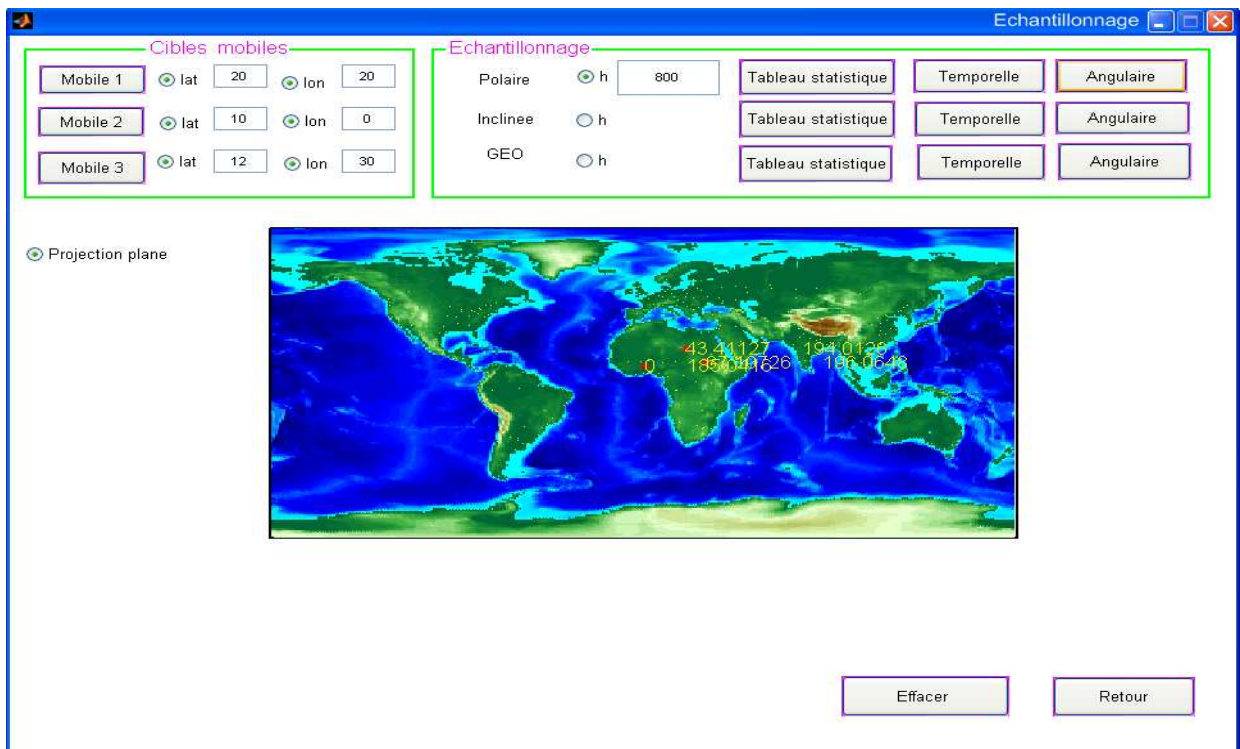 Echantillonnage
Cibles mobiles
Mobile 1 lat 20 lon 20
Mobile 2 lat 10 lon 0
Mobile 3 lat 12 lon 30
Echantillonnage
Polaire h 800 Tableau statistique Temporelle Angulaire
Inclinee h Tableau statistique Temporelle Angulaire
GEO h Tableau statistique Temporelle Angulaire
Projection plane
43.41127
0
196.0648
Effacer Retour